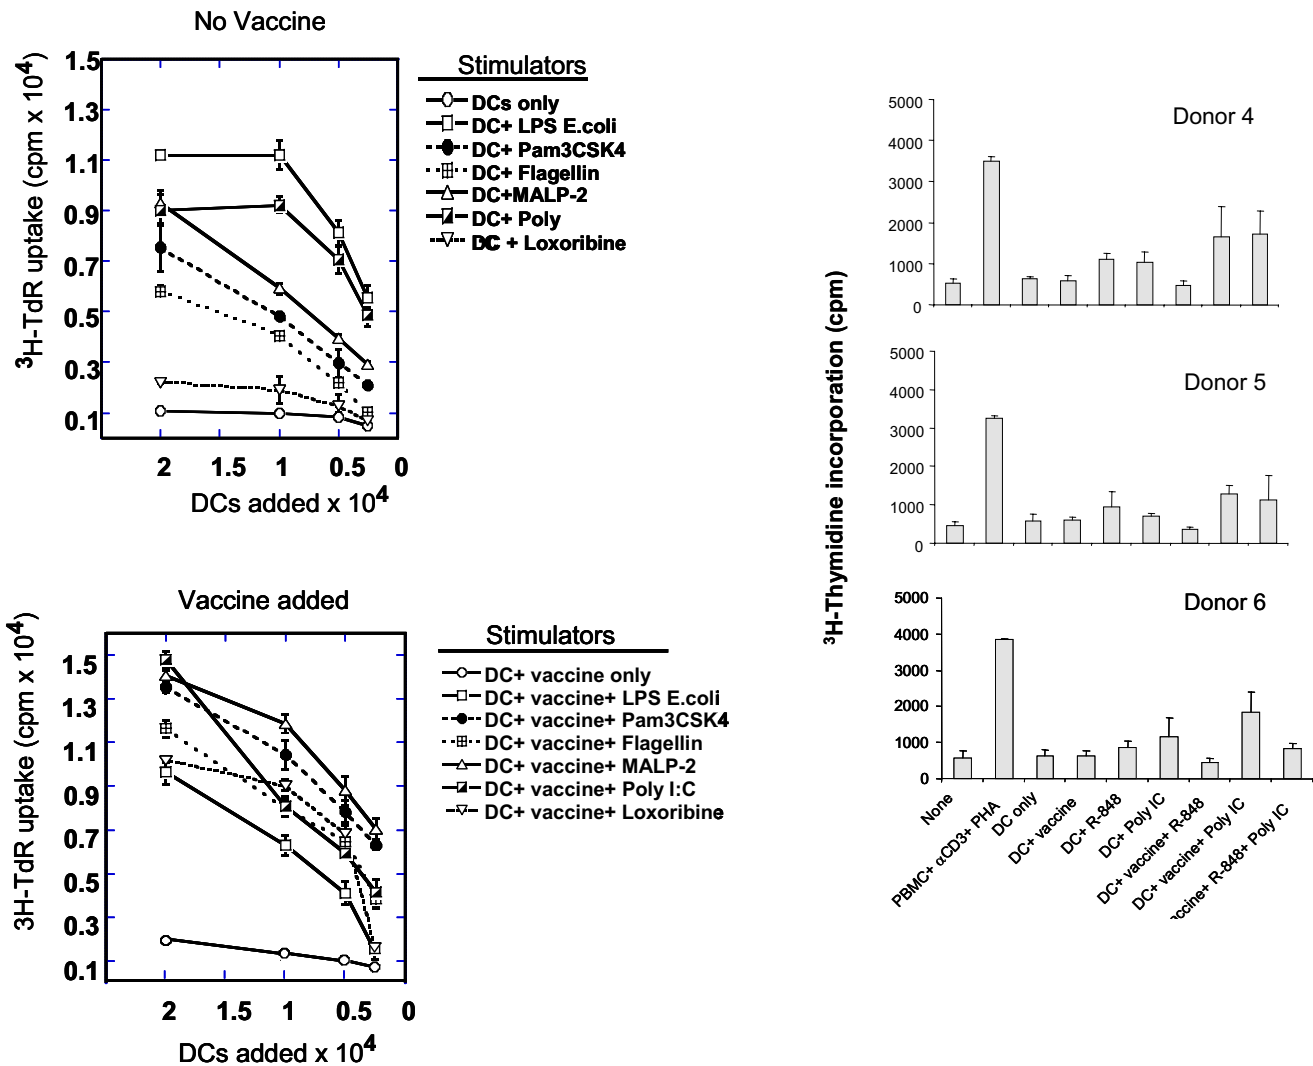 No Vaccine
³H-TdR uptake (cpm x 10⁴)
1.5
1.3
1.1
0.9
0.7
0.5
0.3
0.1
2 1.5 1 0.5 0
DCs added x 10⁴
Stimulators
DCs only
DC+ LPS E.coli
DC+ Pam3CSK4
DC+ Flagellin
DC+MALP-2
DC+ Poly
DC + Loxoribine
Vaccine added
3H-TdR uptake (cpm x 10⁴)
1.5
1.3
1.1
0.9
0.7
0.5
0.3
0.1
2 1.5 1 0.5 0
DCs added x 10⁴
Stimulators
DC+ vaccine only
DC+ vaccine+ LPS E.coli
DC+ vaccine+ Pam3CSK4
DC+ vaccine+ Flagellin
DC+ vaccine+ MALP-2
DC+ vaccine+ Poly I:C
DC+ vaccine+ Loxoribine
³H-Thymidine incorporation (cpm)
Donor 4
5000
4000
3000
2000
1000
0
Donor 5
5000
4000
3000
2000
1000
0
Donor 6
5000
4000
3000
2000
1000
0
None
PBMC+ αCD3+ PHA
DC only
DC+ vaccine
DC+ R-848
DC+ Poly IC
DC+ vaccine+ R-848
DC+ vaccine+ Poly IC
R-848+ Poly IC